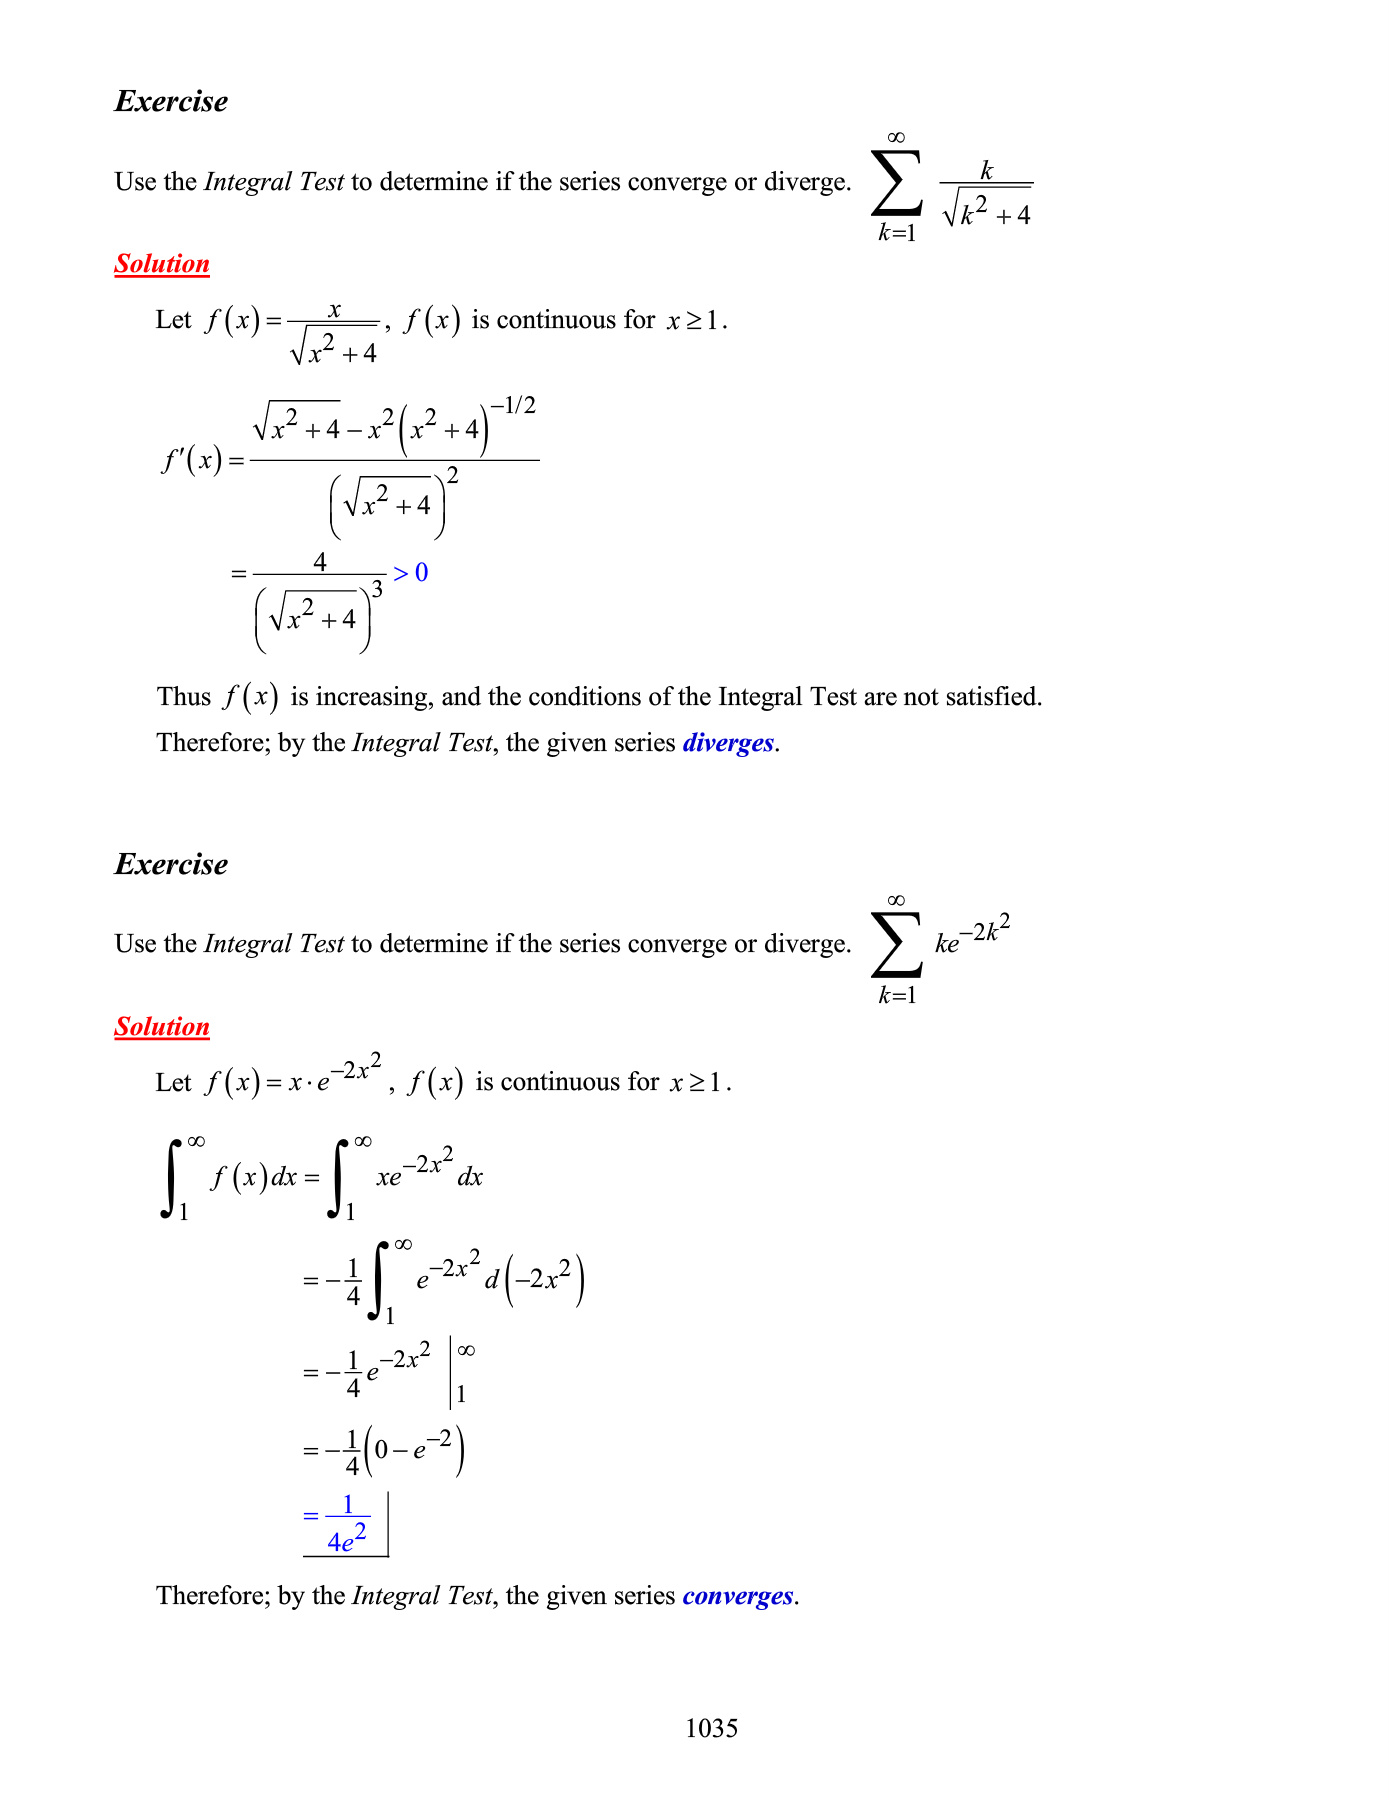 Exercise
Use the Integral Test to determine if the series converge or diverge. $\sum_{k=1}^{\infty} \frac{k}{\sqrt{k^2+4}}$
Solution
Let $f(x) = \frac{x}{\sqrt{x^2+4}}$, $f(x)$ is continuous for $x \geq 1$.
$f'(x) = \frac{\sqrt{x^2+4} - x^2(x^2+4)^{-1/2}}{\left(\sqrt{x^2+4}\right)^2}$
$= \frac{4}{\left(\sqrt{x^2+4}\right)^3} > 0$
Thus $f(x)$ is increasing, and the conditions of the Integral Test are not satisfied.
Therefore; by the Integral Test, the given series diverges.
Exercise
Use the Integral Test to determine if the series converge or diverge. $\sum_{k=1}^{\infty} ke^{-2k^2}$
Solution
Let $f(x) = x \cdot e^{-2x^2}$, $f(x)$ is continuous for $x \geq 1$.
$\int_1^{\infty} f(x)dx = \int_1^{\infty} xe^{-2x^2} dx$
$= -\frac{1}{4} \int_1^{\infty} e^{-2x^2} d(-2x^2)$
$= -\frac{1}{4} e^{-2x^2} \Big|_1^{\infty}$
$= -\frac{1}{4}(0 - e^{-2})$
$= \frac{1}{4e^2}$
Therefore; by the Integral Test, the given series converges.
1035